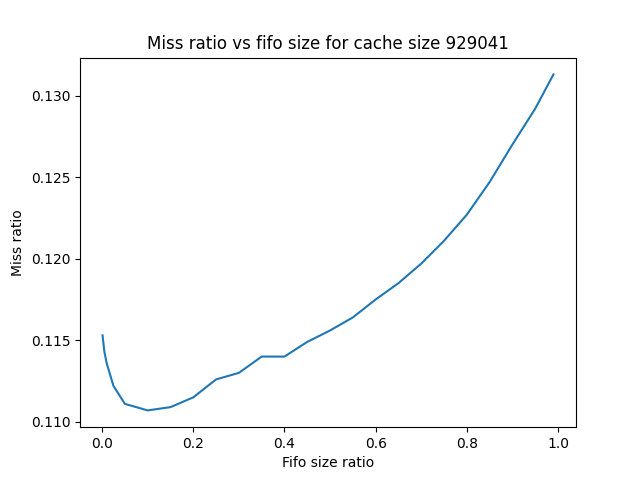 Miss ratio vs fifo size for cache size 929041
0.130
0.125
0.120
0.115
0.110
Miss ratio
0.0 0.2 0.4 0.6 0.8 1.0
Fifo size ratio